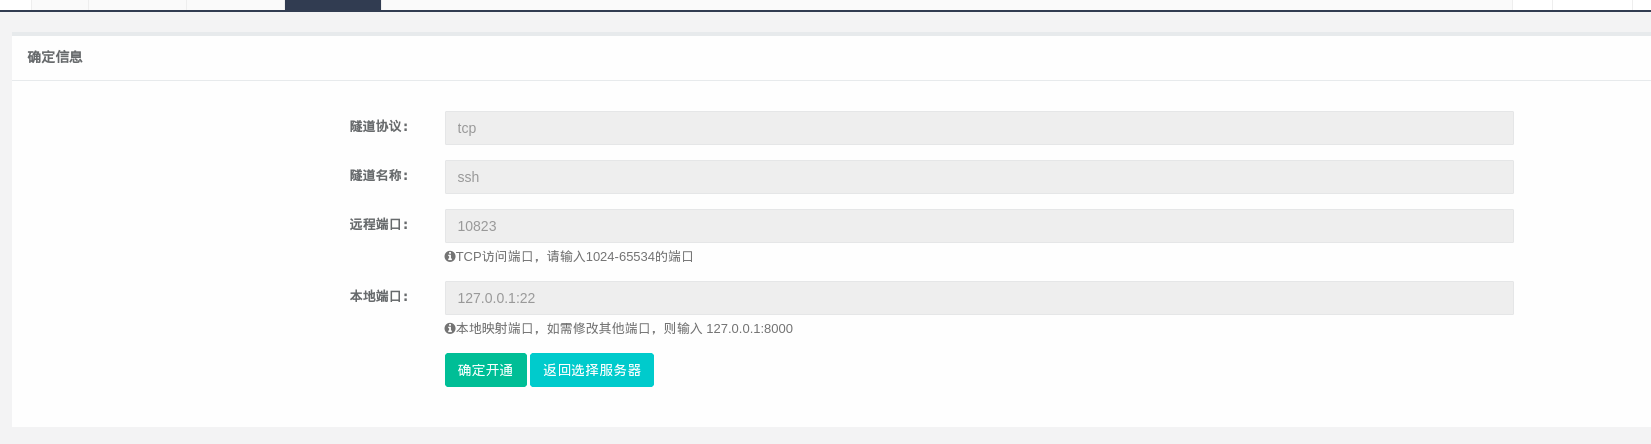 确定信息
隧道协议: tcp
隧道名称: ssh
远程端口: 10823
TCP访问端口，请输入1024-65534的端口
本地端口: 127.0.0.1:22
本地映射端口，如需修改其他端口，则输入 127.0.0.1:8000
确定开通 返回选择服务器